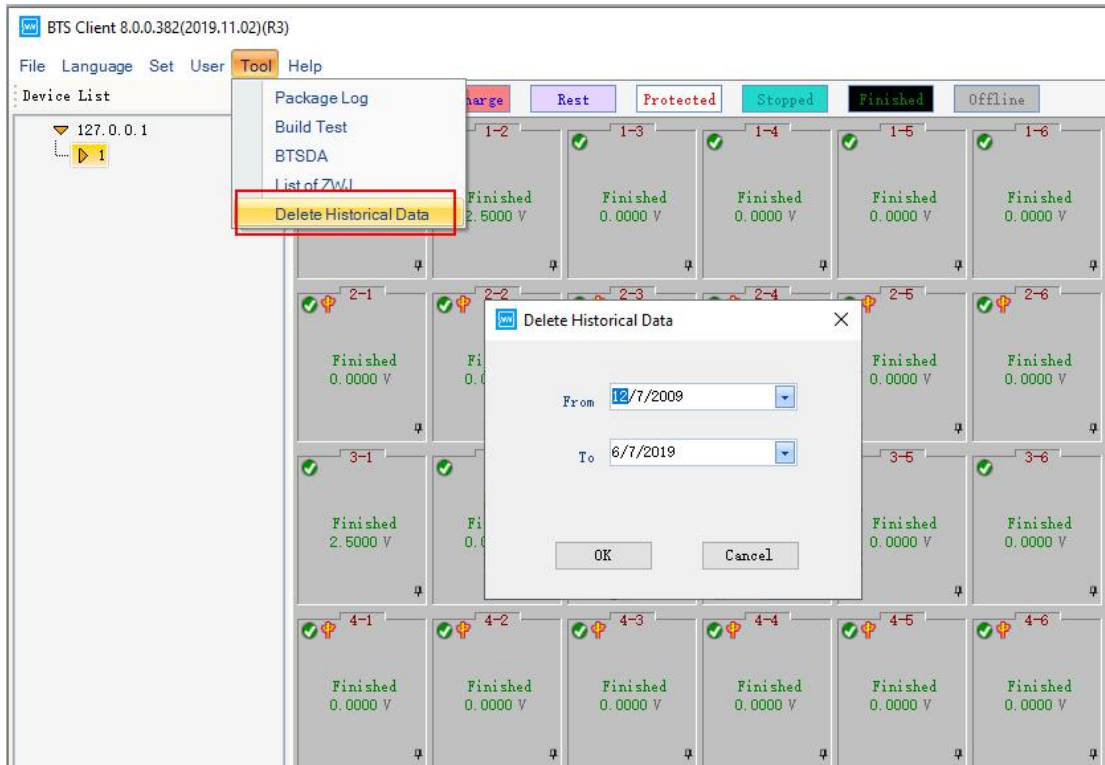 BTS Client 8.0.0.382(2019.11.02)(R3)
File Language Set User Tool Help
Device List
Package Log
Build Test
BTSDA
List of ZWJ
Delete Historical Data
127.0.0.1
1
Rest Protected Stopped Finished Offline
1-2 1-3 1-4 1-5 1-6
Finished Finished Finished Finished Finished
2.5000 V 0.0000 V 0.0000 V 0.0000 V 0.0000 V
2-1 2-2 2-3 2-4 2-5 2-6
Finished Finished Finished
0.0000 V 0.0000 V 0.0000 V
Delete Historical Data
From 12/7/2009
To 6/7/2019
OK Cancel
3-1 3-5 3-6
Finished Finished Finished
2.5000 V 0.0000 V 0.0000 V
4-1 4-2 4-3 4-4 4-5 4-6
Finished Finished Finished Finished Finished Finished
0.0000 V 0.0000 V 0.0000 V 0.0000 V 0.0000 V 0.0000 V